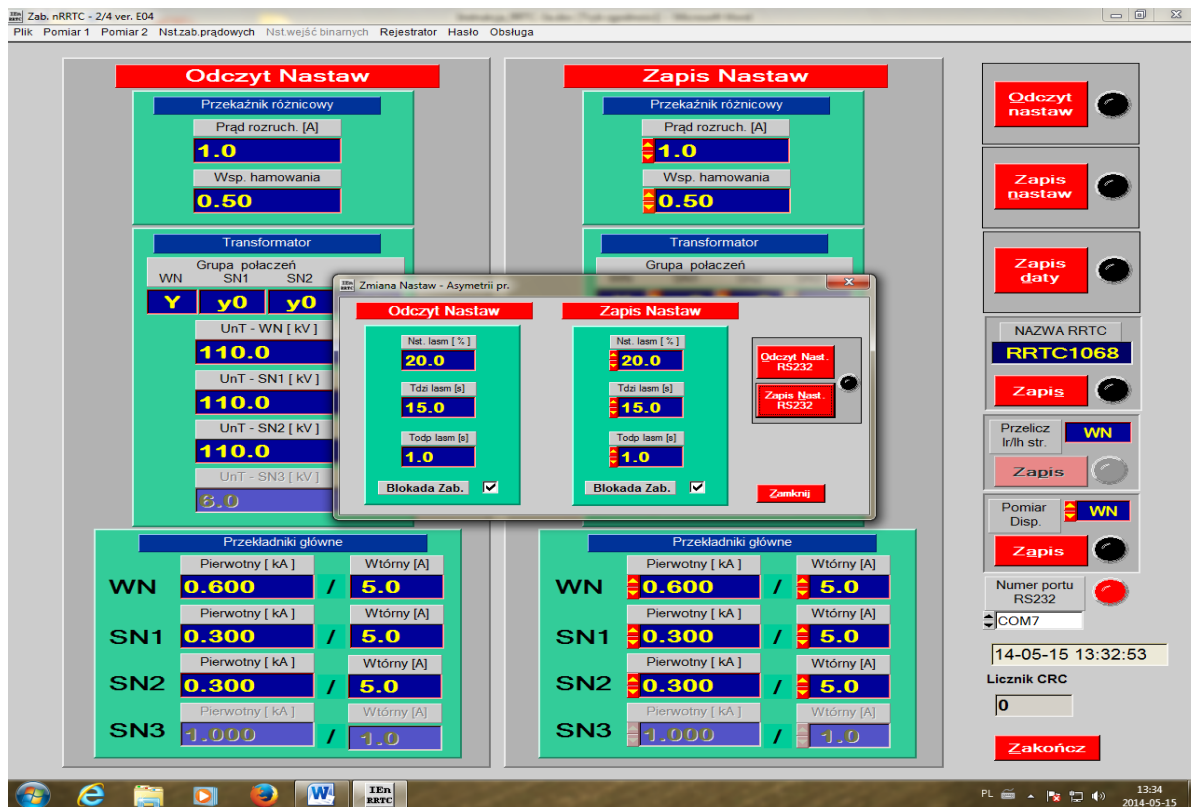 Zab. nRRTC - 2/4 ver. E04
Plik Pomiar 1 Pomiar 2 Nst.zab.prądowych Nst.wejść binarnych Rejestrator Hasło Obsługa
Odczyt Nastaw
Przekaźnik różnicowy
Prąd rozruch. [A]
1.0
Wsp. hamowania
0.50
Transformator
Grupa połaczeń
WN SN1 SN2
Y y0 y0
UnT - WN [ kV ]
110.0
UnT - SN1 [ kV ]
110.0
UnT - SN2 [ kV ]
110.0
UnT - SN3 [ kV ]
6.0
Przekładniki główne
Pierwotny [ kA ] Wtórny [A]
WN 0.600 / 5.0
Pierwotny [ kA ] Wtórny [A]
SN1 0.300 / 5.0
Pierwotny [ kA ] Wtórny [A]
SN2 0.300 / 5.0
Pierwotny [ kA ] Wtórny [A]
SN3 1.000 / 1.0
Zapis Nastaw
Przekaźnik różnicowy
Prąd rozruch. [A]
1.0
Wsp. hamowania
0.50
Transformator
Grupa połaczeń
Przekładniki główne
Pierwotny [ kA ] Wtórny [A]
WN 0.600 / 5.0
Pierwotny [ kA ] Wtórny [A]
SN1 0.300 / 5.0
Pierwotny [ kA ] Wtórny [A]
SN2 0.300 / 5.0
Pierwotny [ kA ] Wtórny [A]
SN3 1.000 / 1.0
IEn RRTC
Zmiana Nastaw - Asymetrii pr.
Odczyt Nastaw
Nst. Iasm [ % ]
20.0
Tdzi Iasm [s]
15.0
Todp Iasm [s]
1.0
Blokada Zab.
Zapis Nastaw
Nst. Iasm [ % ]
20.0
Tdzi Iasm [s]
15.0
Todp Iasm [s]
1.0
Blokada Zab.
Odczyt Nast.
RS232
Zapis Nast.
RS232
Zamknij
Odczyt
nastaw
Zapis
nastaw
Zapis
daty
NAZWA RRTC
RRTC1068
Zapis
Przelicz
Ir/Ih str.
WN
Zapis
Pomiar
Disp.
WN
Zapis
Numer portu
RS232
COM7
14-05-15 13:32:53
Licznik CRC
0
Zakończ
IEn
RRTC
PL
13:34
2014-05-15